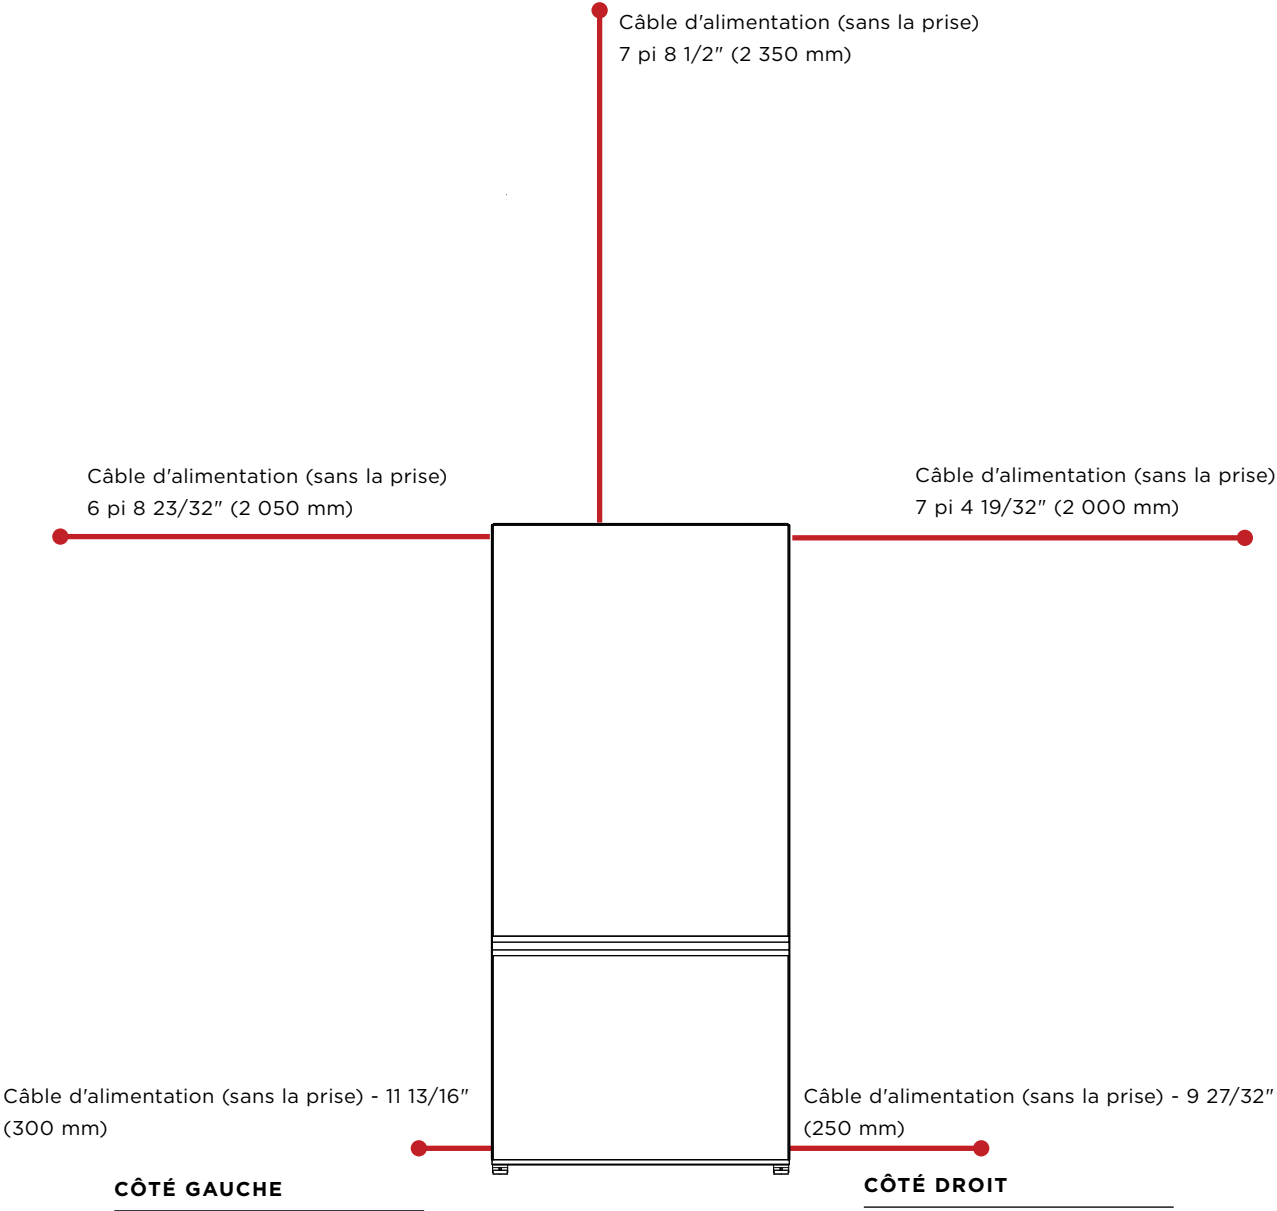 Câble d'alimentation (sans la prise)
7 pi 8 1/2" (2 350 mm)
Câble d'alimentation (sans la prise)
6 pi 8 23/32" (2 050 mm)
Câble d'alimentation (sans la prise)
7 pi 4 19/32" (2 000 mm)
Câble d'alimentation (sans la prise) - 11 13/16"
(300 mm)
Câble d'alimentation (sans la prise) - 9 27/32"
(250 mm)
CÔTÉ GAUCHE
CÔTÉ DROIT